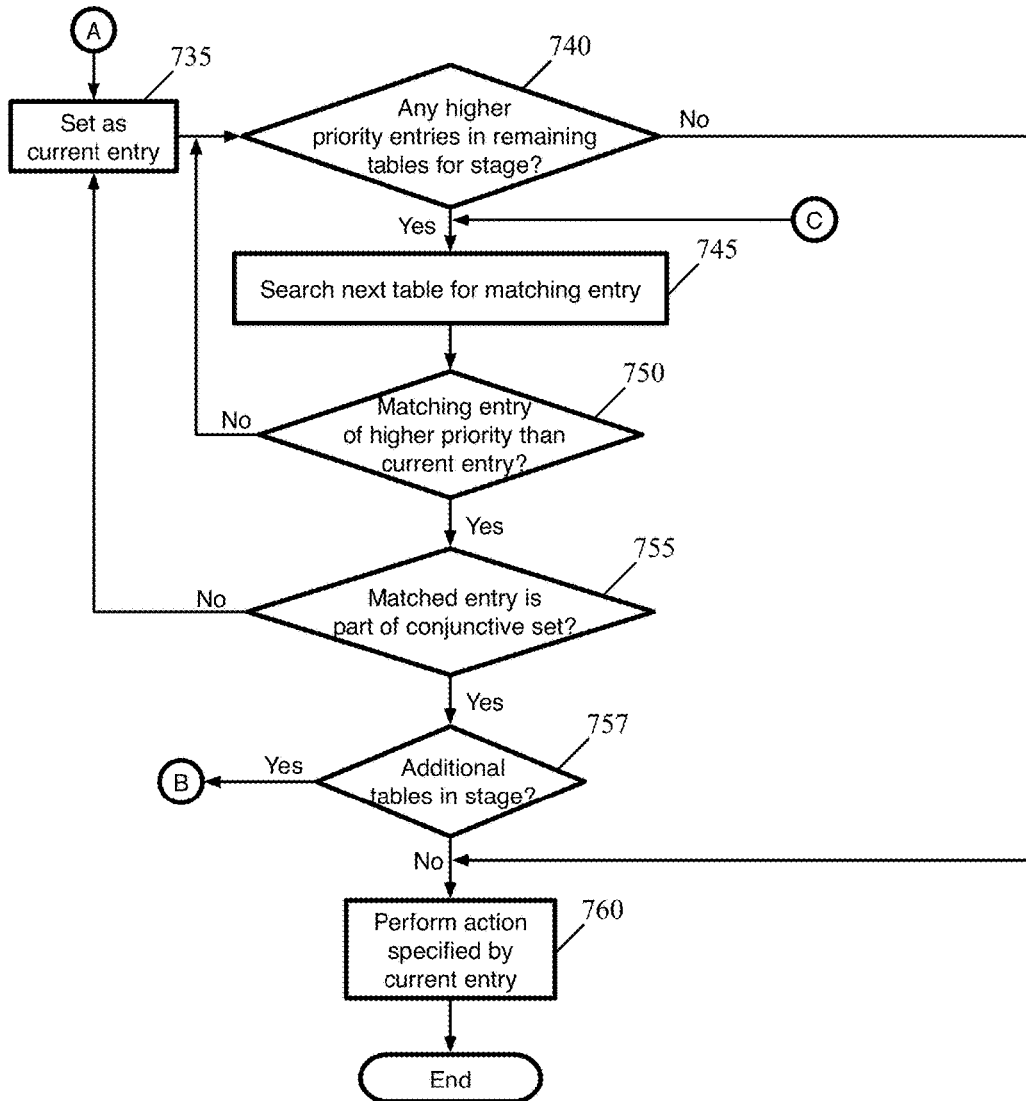 A
735
Set as
current entry
740
Any higher
priority entries in remaining
tables for stage?
No
Yes
C
745
Search next table for matching entry
750
Matching entry
of higher priority than
current entry?
No
Yes
755
Matched entry is
part of conjunctive set?
No
Yes
757
Additional
tables in stage?
Yes
B
No
760
Perform action
specified by
current entry
End